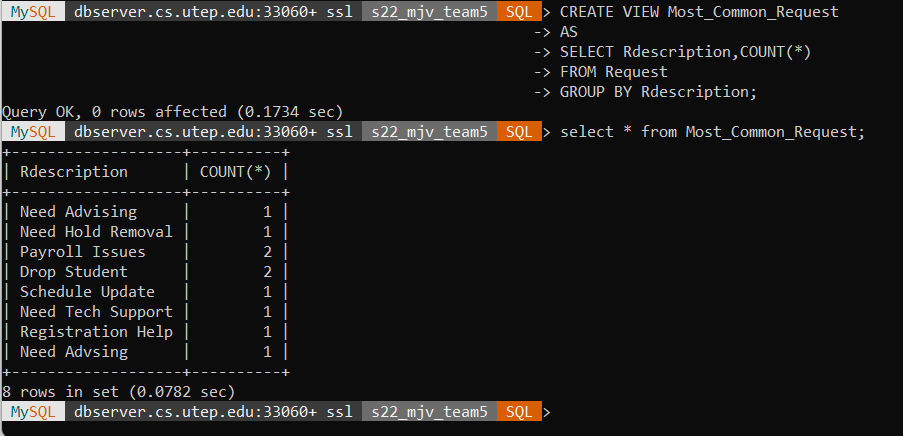 MySQL dbserver.cs.utep.edu:33060+ ssl s22_mjv_team5 SQL > CREATE VIEW Most_Common_Request
-> AS
-> SELECT Rdescription,COUNT(*)
-> FROM Request
-> GROUP BY Rdescription;
Query OK, 0 rows affected (0.1734 sec)
MySQL dbserver.cs.utep.edu:33060+ ssl s22_mjv_team5 SQL > select * from Most_Common_Request;
+-------------------+----------+
| Rdescription      | COUNT(*) |
+-------------------+----------+
| Need Advising     |        1 |
| Need Hold Removal |        1 |
| Payroll Issues    |        2 |
| Drop Student      |        2 |
| Schedule Update   |        1 |
| Need Tech Support |        1 |
| Registration Help |        1 |
| Need Advsing      |        1 |
+-------------------+----------+
8 rows in set (0.0782 sec)
MySQL dbserver.cs.utep.edu:33060+ ssl s22_mjv_team5 SQL >